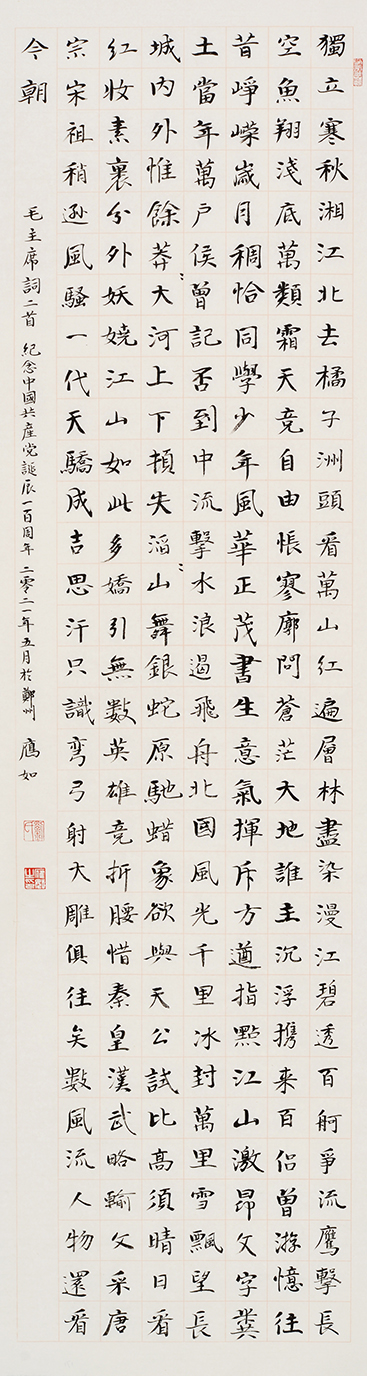 獨立寒秋湘江北去橘子洲頭看萬山紅遍層林盡染漫江碧透百舸爭流鷹擊長
空魚翔淺底萬類霜天竞自由悵寥廓問蒼茫大地誰主沉浮携來百侶曾游憶往
昔崢嶸歲月稠恰同學少年風華正茂書生意氣揮斥方遒指點江山激昂文字糞
土當年萬戶侯曾記否到中流擊水浪遏飛舟北國風光千里冰封萬里雪飄望長
城內外惟餘莽〻大河上下頓失滔〻山舞銀蛇原馳蜡象欲與天公試比高須晴日看
紅妝素裹分外妖嬈江山如此多嬌引無數英雄竞折腰惜秦皇漢武略輸文采唐
宗宋祖稍遜風騷一代天驕成吉思汗只識彎弓射大雕俱往矣數風流人物還看
今朝
毛主席詞二首 紀念中國共產党誕辰一百周年 二零二一年五月於鄭州 鷹如